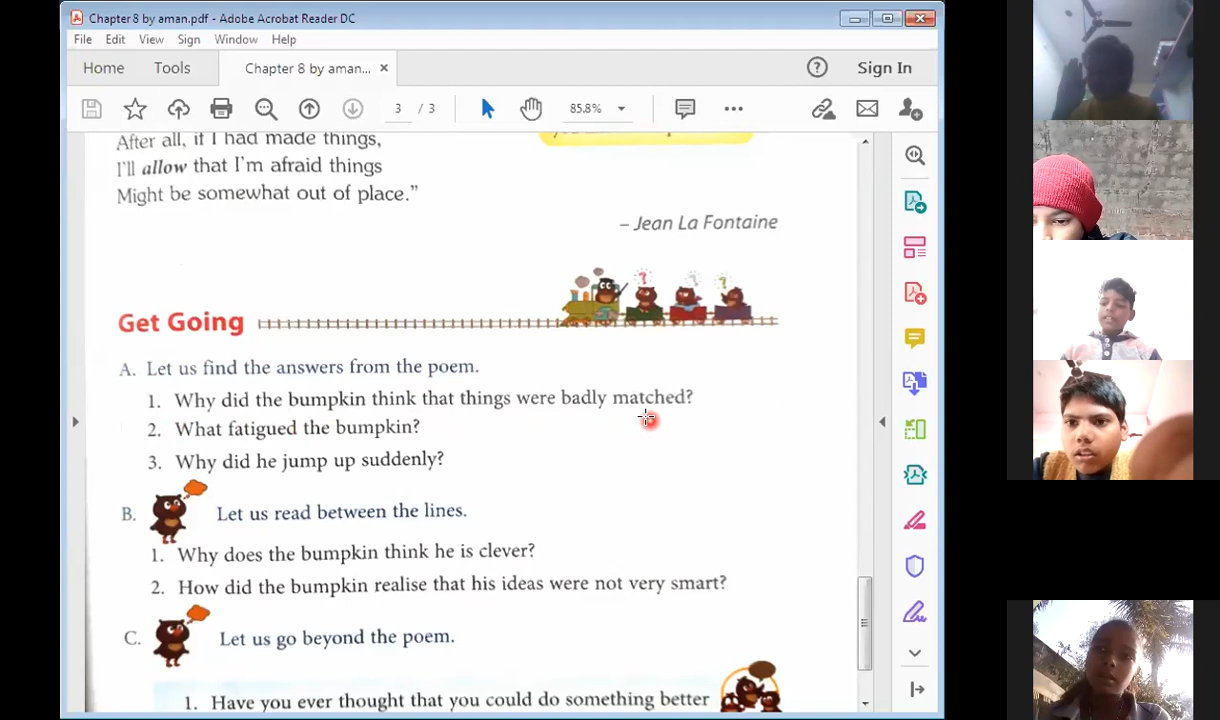 Chapter 8 by aman.pdf - Adobe Acrobat Reader DC
File Edit View Sign Window Help
Home Tools Chapter 8 by aman... × Sign In
3 / 3 85.8%
After all, if I had made things,
I'll allow that I'm afraid things
Might be somewhat out of place."
– Jean La Fontaine
Get Going
A. Let us find the answers from the poem.
1. Why did the bumpkin think that things were badly matched?
2. What fatigued the bumpkin?
3. Why did he jump up suddenly?
B. Let us read between the lines.
1. Why does the bumpkin think he is clever?
2. How did the bumpkin realise that his ideas were not very smart?
C. Let us go beyond the poem.
1. Have you ever thought that you could do something better